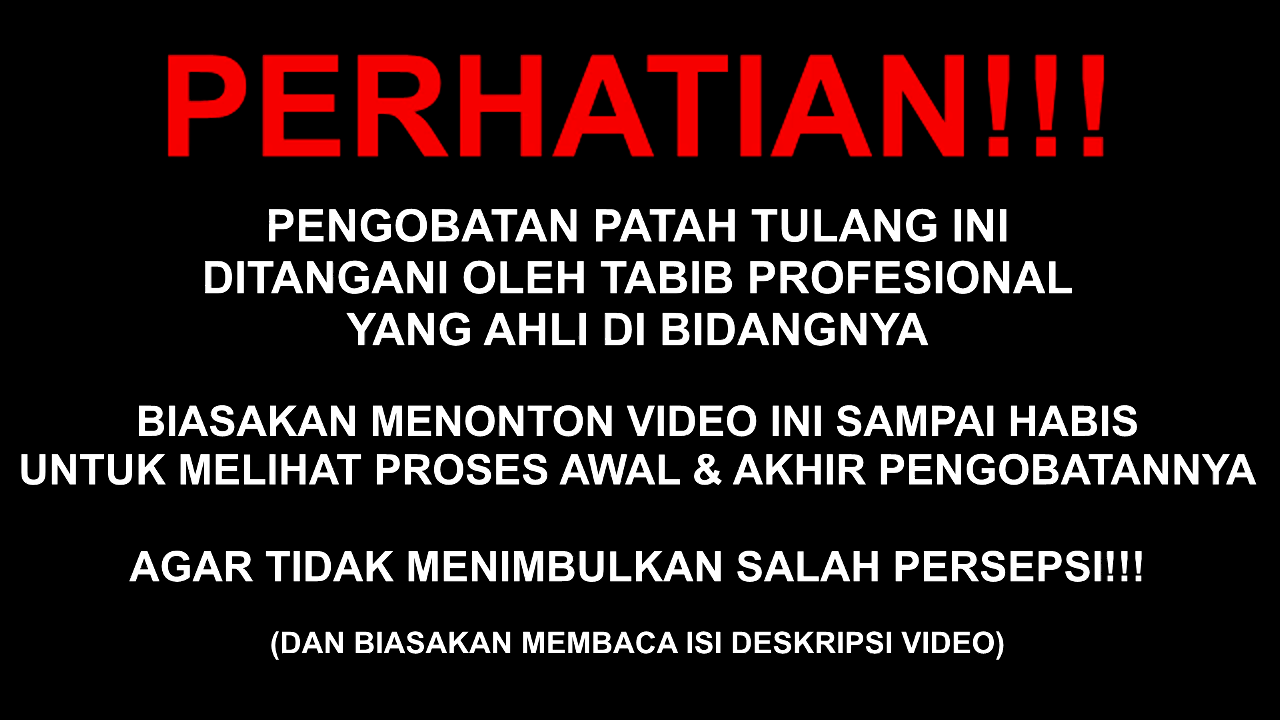 PERHATIAN!!!
PENGOBATAN PATAH TULANG INI
DITANGANI OLEH TABIB PROFESIONAL
YANG AHLI DI BIDANGNYA
BIASAKAN MENONTON VIDEO INI SAMPAI HABIS
UNTUK MELIHAT PROSES AWAL & AKHIR PENGOBATANNYA
AGAR TIDAK MENIMBULKAN SALAH PERSEPSI!!!
(DAN BIASAKAN MEMBACA ISI DESKRIPSI VIDEO)